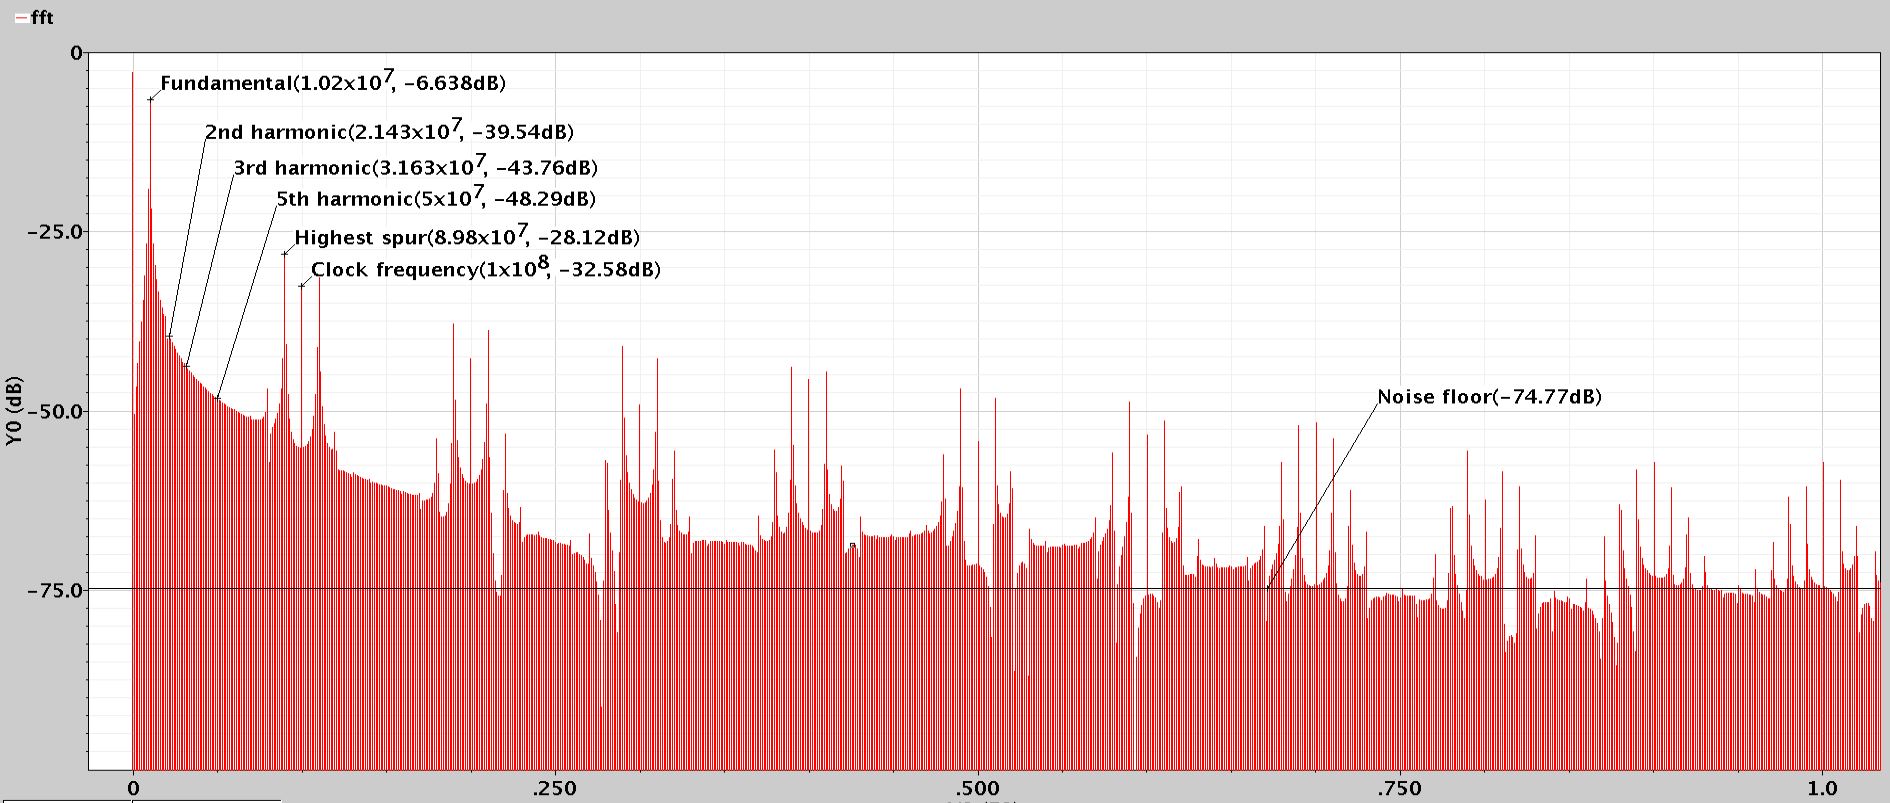 fft
0
Fundamental(1.02x10⁷, -6.638dB)
2nd harmonic(2.143x10⁷, -39.54dB)
3rd harmonic(3.163x10⁷, -43.76dB)
5th harmonic(5x10⁷, -48.29dB)
-25.0
Highest spur(8.98x10⁷, -28.12dB)
Clock frequency(1x10⁸, -32.58dB)
Noise floor(-74.77dB)
Y0 (dB)
-50.0
-75.0
0 .250 .500 .750 1.0